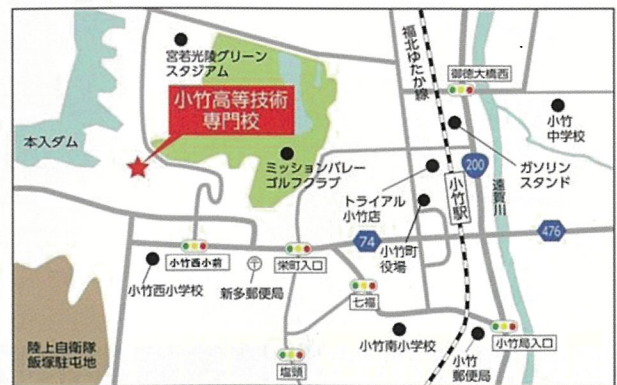 宮若光陵グリーン
スタジアム
小竹高等技術
専門校
本入ダム
ミッションバレー
ゴルフクラブ
福北ゆたか線
御徳大橋西
小竹
中学校
ガソリン
スタンド
200
遠賀川
小竹駅
トライアル
小竹店
小竹町
役場
74
476
小竹西小前
栄町入口
小竹西小学校
新多郵便局
七福
小竹南小学校
小竹局入口
小竹
郵便局
塩頭
陸上自衛隊
飯塚駐屯地